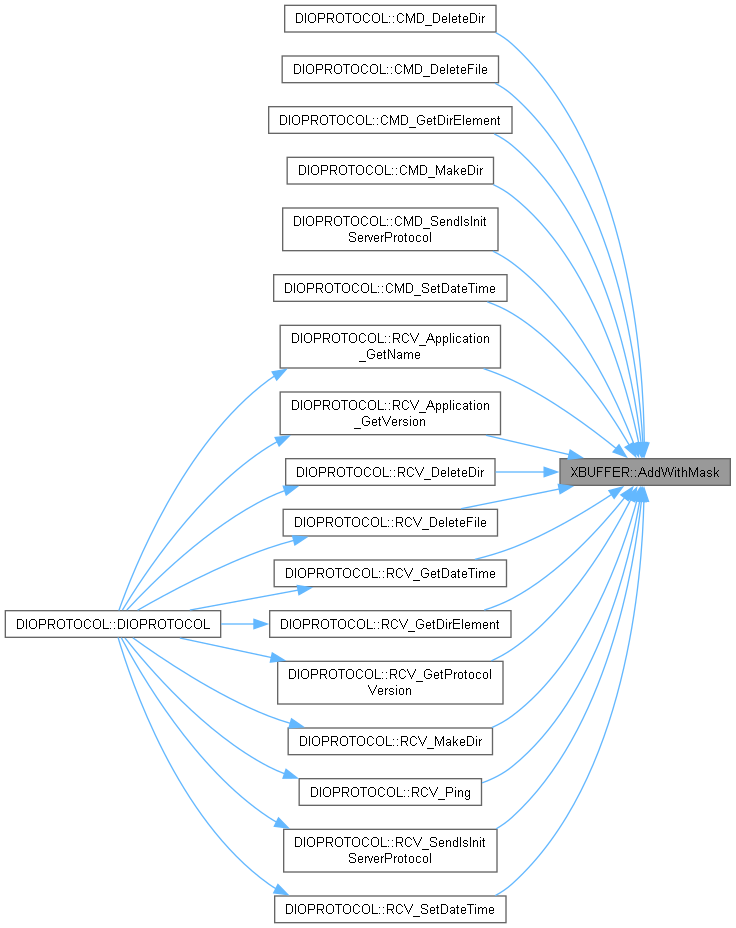 DIOPROTOCOL::CMD_DeleteDir
DIOPROTOCOL::CMD_DeleteFile
DIOPROTOCOL::CMD_GetDirElement
DIOPROTOCOL::CMD_MakeDir
DIOPROTOCOL::CMD_SendIsInit
ServerProtocol
DIOPROTOCOL::CMD_SetDateTime
DIOPROTOCOL::RCV_Application
_GetName
DIOPROTOCOL::RCV_Application
_GetVersion
DIOPROTOCOL::RCV_DeleteDir
XBUFFER::AddWithMask
DIOPROTOCOL::RCV_DeleteFile
DIOPROTOCOL::RCV_GetDateTime
DIOPROTOCOL::DIOPROTOCOL
DIOPROTOCOL::RCV_GetDirElement
DIOPROTOCOL::RCV_GetProtocol
Version
DIOPROTOCOL::RCV_MakeDir
DIOPROTOCOL::RCV_Ping
DIOPROTOCOL::RCV_SendIsInit
ServerProtocol
DIOPROTOCOL::RCV_SetDateTime